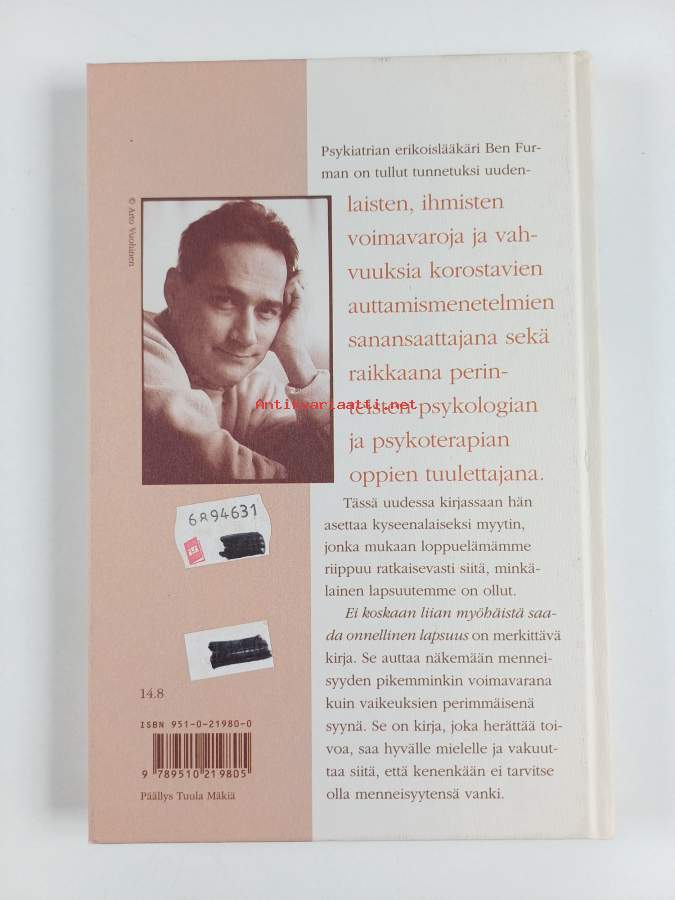 Psykiatrian erikoislääkäri Ben Fur-
man on tullut tunnetuksi uuden-
laisten, ihmisten
voimavaroja ja vah-
vuuksia korostavien
auttamismenetelmien
sanansaattajana sekä
raikkaana perin-
teisten psykologian
ja psykoterapian
oppien tuulettajana.
Tässä uudessa kirjassaan hän
asettaa kyseenalaiseksi myytin,
jonka mukaan loppuelämämme
riippuu ratkaisevasti siitä, minkä-
lainen lapsuutemme on ollut.
Ei koskaan liian myöhäistä saa-
da onnellinen lapsuus on merkittävä
kirja. Se auttaa näkemään mennei-
syyden pikemminkin voimavarana
kuin vaikeuksien perimmäisenä
syynä. Se on kirja, joka herättää toi-
voa, saa hyvälle mielelle ja vakuut-
taa siitä, että kenenkään ei tarvitse
olla menneisyytensä vanki.
© Arto Vuohinen
Antikvariaatti.net
6894631
14.8
ISBN 951-0-21980-0
9 789510 219805
Päällys Tuula Mäkiä